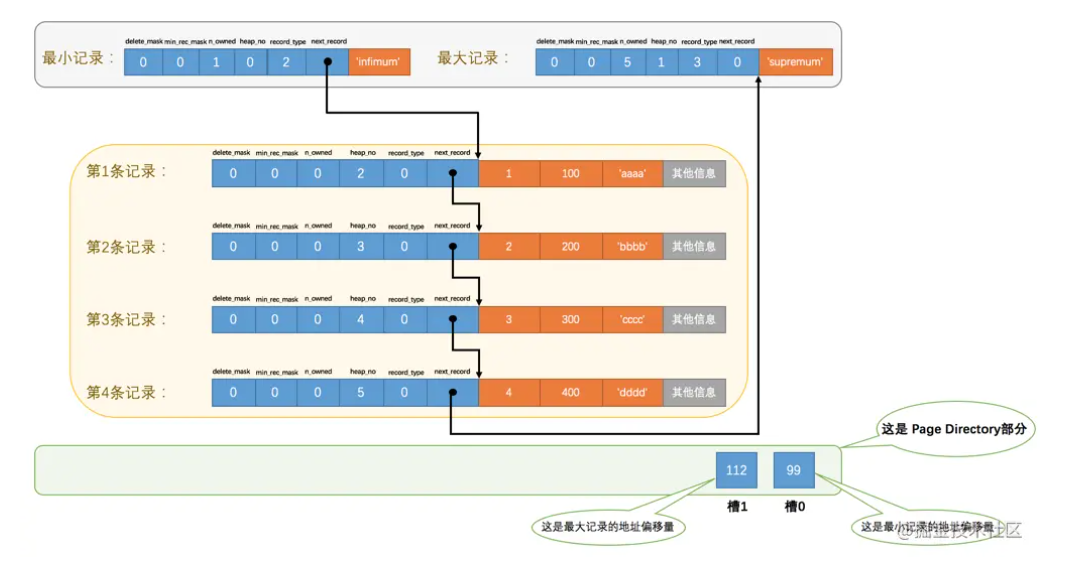 delete_mask min_rec_mask n_owned heap_no record_type next_record
最小记录： 0 0 1 0 2 'infimum'
delete_mask min_rec_mask n_owned heap_no record_type next_record
最大记录： 0 0 5 1 3 0 'supremum'
delete_mask min_rec_mask n_owned heap_no record_type next_record
第1条记录： 0 0 0 2 0 1 100 'aaaa' 其他信息
delete_mask min_rec_mask n_owned heap_no record_type next_record
第2条记录： 0 0 0 3 0 2 200 'bbbb' 其他信息
delete_mask min_rec_mask n_owned heap_no record_type next_record
第3条记录： 0 0 0 4 0 3 300 'cccc' 其他信息
delete_mask min_rec_mask n_owned heap_no record_type next_record
第4条记录： 0 0 0 5 0 4 400 'dddd' 其他信息
这是 Page Directory部分
112 99
槽1 槽0
这是最大记录的地址偏移量
这是最小记录的地址偏移量
@掘金技术社区